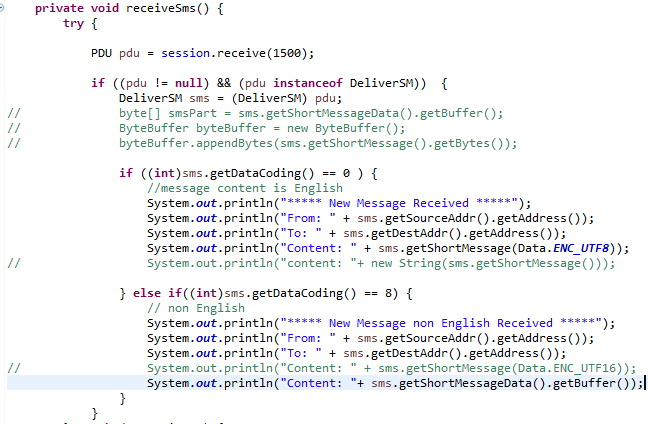 private void receiveSms() {
try {
PDU pdu = session.receive(1500);
if ((pdu != null) && (pdu instanceof DeliverSM))  {
DeliverSM sms = (DeliverSM) pdu;
//             byte[] smsPart = sms.getShortMessageData().getBuffer();
//             ByteBuffer byteBuffer = new ByteBuffer();
//             byteBuffer.appendBytes(sms.getShortMessage().getBytes());
if ((int)sms.getDataCoding() == 0 ) {
//message content is English
System.out.println("***** New Message Received *****");
System.out.println("From: " + sms.getSourceAddr().getAddress());
System.out.println("To: " + sms.getDestAddr().getAddress());
System.out.println("Content: " + sms.getShortMessage(Data.ENC_UTF8));
//                 System.out.println("content: "+ new String(sms.getShortMessage()));
} else if((int)sms.getDataCoding() == 8) {
// non English
System.out.println("***** New Message non English Received *****");
System.out.println("From: " + sms.getSourceAddr().getAddress());
System.out.println("To: " + sms.getDestAddr().getAddress());
//                 System.out.println("Content: " + sms.getShortMessage(Data.ENC_UTF16));
System.out.println("Content: "+ sms.getShortMessageData().getBuffer());
}
}